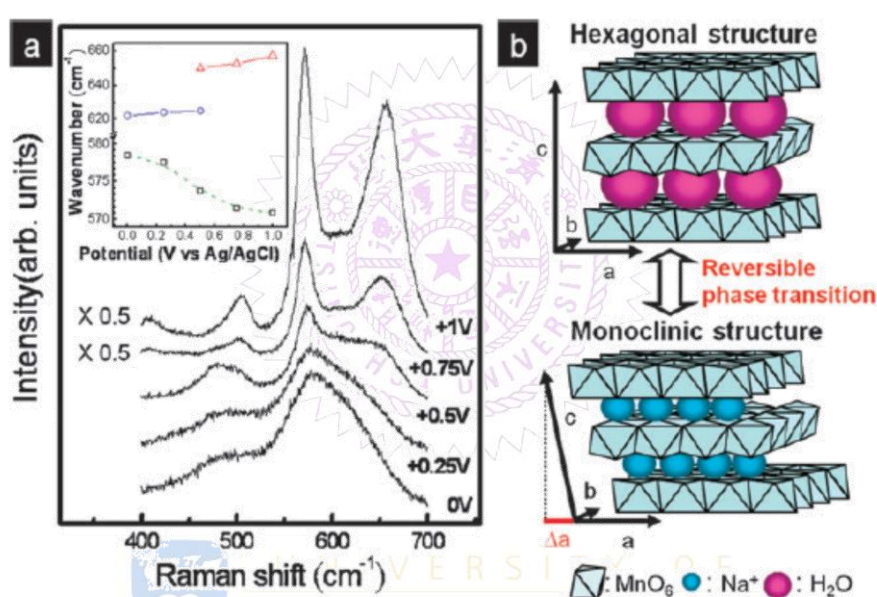 a
Intensity(arb. units)
Wavenumber (cm⁻¹)
660
640
620
580
575
570
0.0 0.2 0.4 0.6 0.8 1.0
Potential (V vs Ag/AgCl)
X 0.5
X 0.5
+1V
+0.75V
+0.5V
+0.25V
0V
400 500 600 700
Raman shift (cm⁻¹)
b
Hexagonal structure
c
b
a
Reversible
phase transition
Monoclinic structure
c
b
Δa
a
: MnO₆ : Na⁺ : H₂O
UNIVERSITY
VERSITY OF